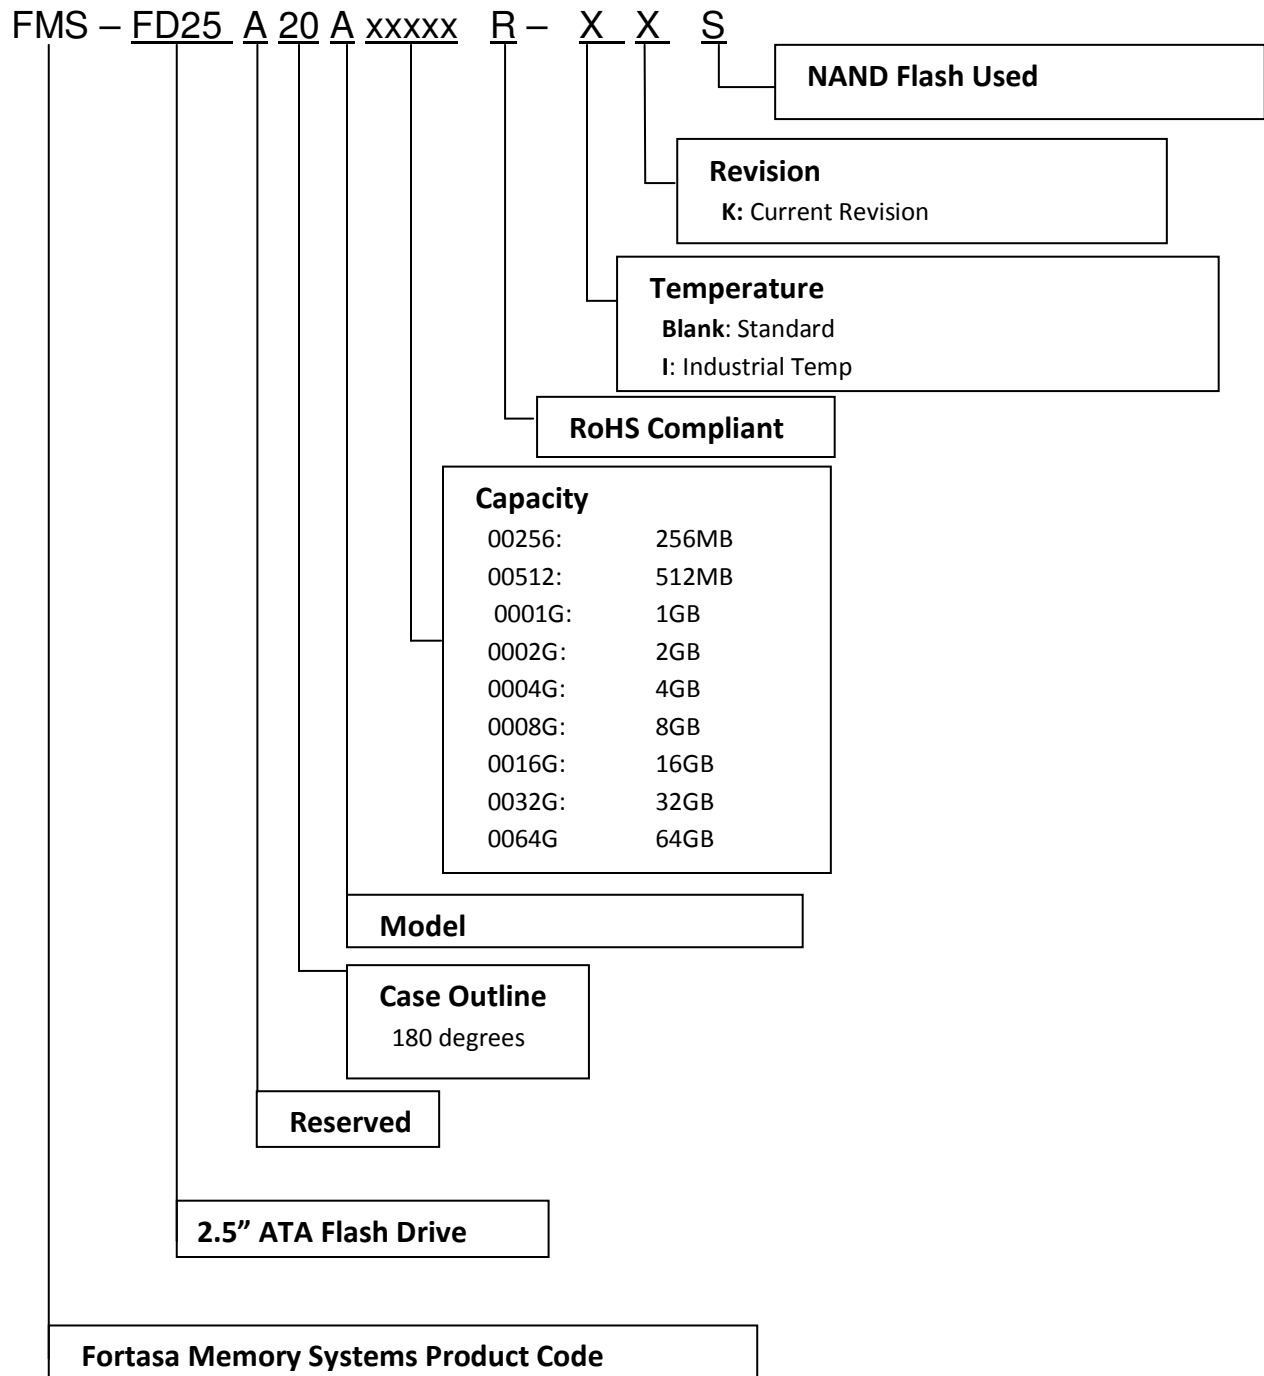 FMS – FD25 A 20 A xxxxx R – X X S
NAND Flash Used
Revision
K: Current Revision
Temperature
Blank: Standard
I: Industrial Temp
RoHS Compliant
Capacity
00256: 256MB
00512: 512MB
0001G: 1GB
0002G: 2GB
0004G: 4GB
0008G: 8GB
0016G: 16GB
0032G: 32GB
0064G 64GB
Model
Case Outline
180 degrees
Reserved
2.5” ATA Flash Drive
Fortasa Memory Systems Product Code